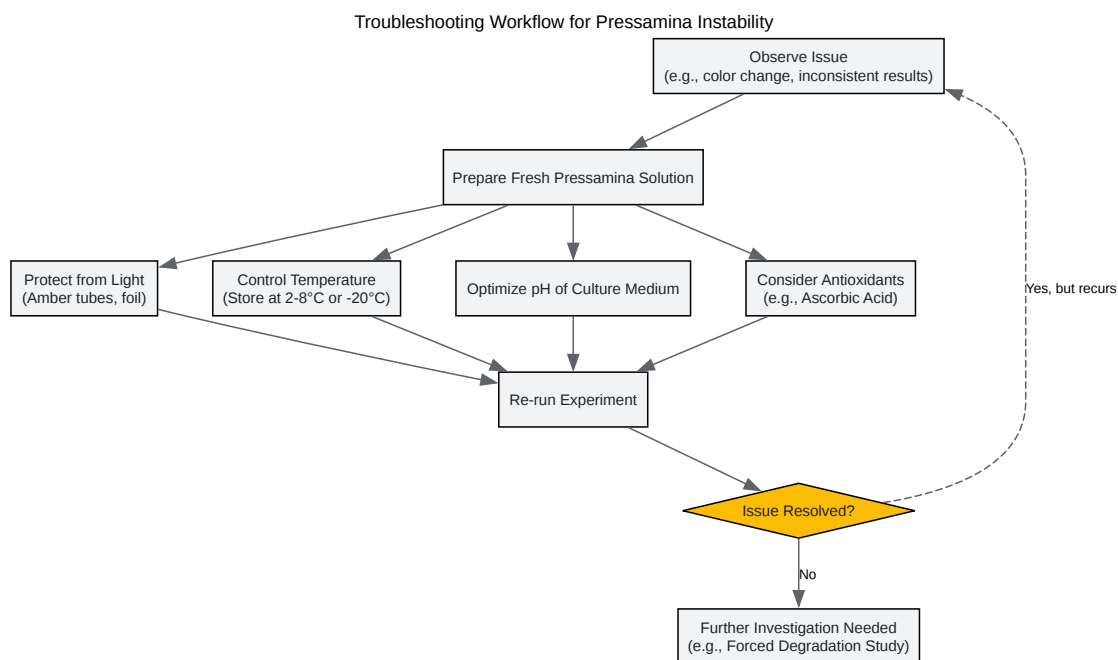 Troubleshooting Workflow for Pressamina Instability
Observe Issue
(e.g., color change, inconsistent results)
Prepare Fresh Pressamina Solution
Protect from Light
(Amber tubes, foil)
Control Temperature
(Store at 2-8°C or -20°C)
Optimize pH of Culture Medium
Consider Antioxidants
(e.g., Ascorbic Acid)
Yes, but recurs
Re-run Experiment
Issue Resolved?
No
Further Investigation Needed
(e.g., Forced Degradation Study)